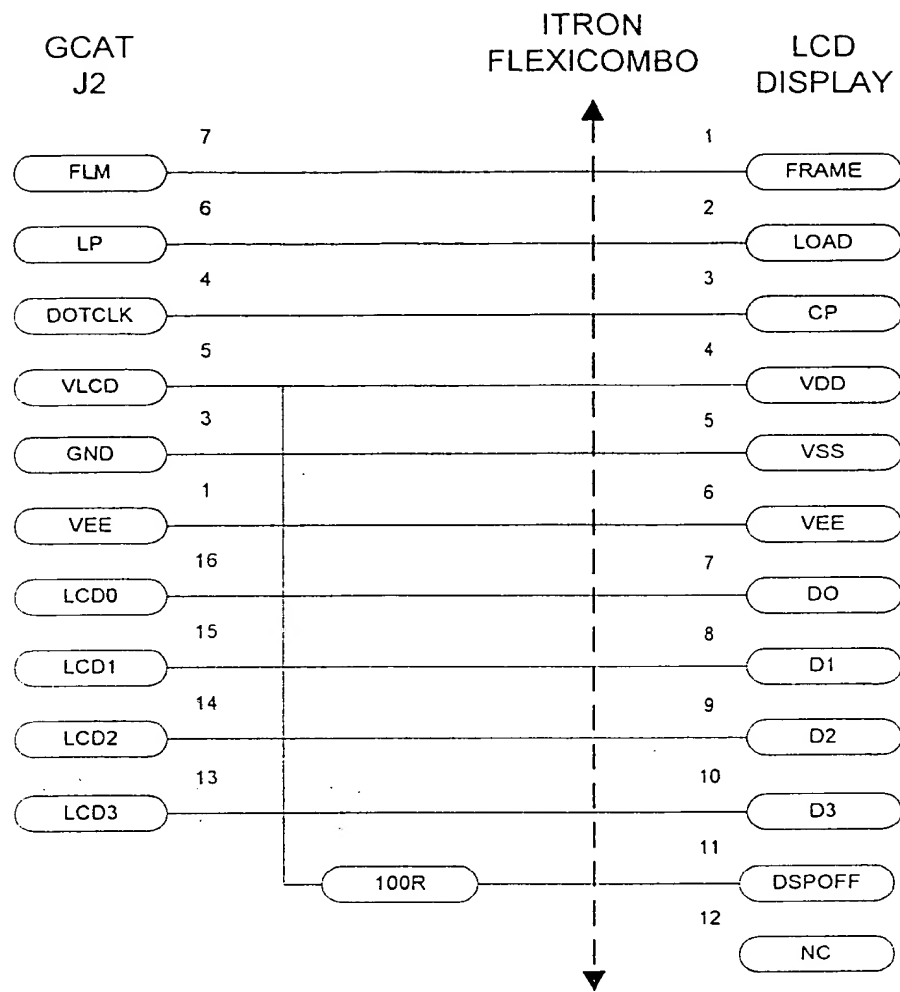 GCAT
J2
ITRON
FLEXICOMBO
LCD
DISPLAY
7 1
FLM FRAME
6 2
LP LOAD
4 3
DOTCLK CP
5 4
VLCD VDD
3 5
GND VSS
1 6
VEE VEE
16 7
LCD0 DO
15 8
LCD1 D1
14 9
LCD2 D2
13 10
LCD3 D3
11
100R DSPOFF
12
NC